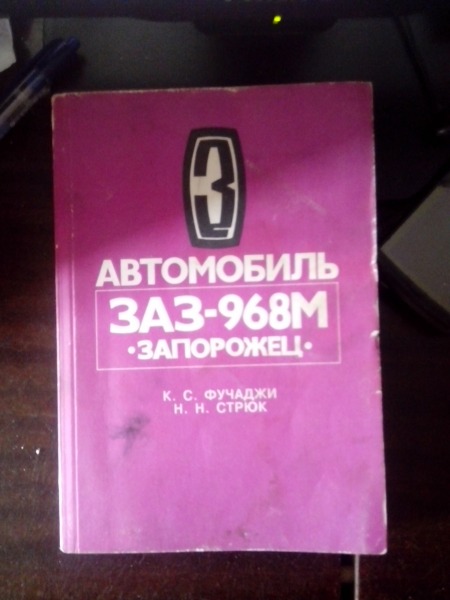 З
АВТОМОБИЛЬ
ЗАЗ-968М
•ЗАПОРОЖЕЦ•
К. С. ФУЧАДЖИ
Н. Н. СТРЮК